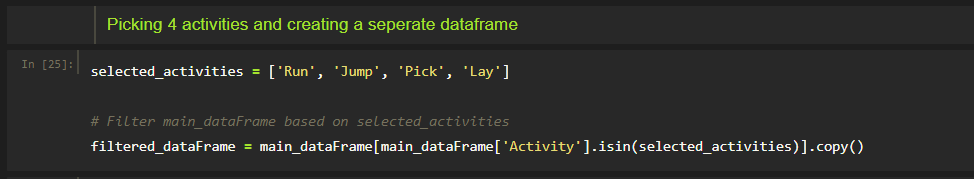 Picking 4 activities and creating a seperate dataframe
In [25]:
selected_activities = ['Run', 'Jump', 'Pick', 'Lay']
# Filter main_dataFrame based on selected_activities
filtered_dataFrame = main_dataFrame[main_dataFrame['Activity'].isin(selected_activities)].copy()